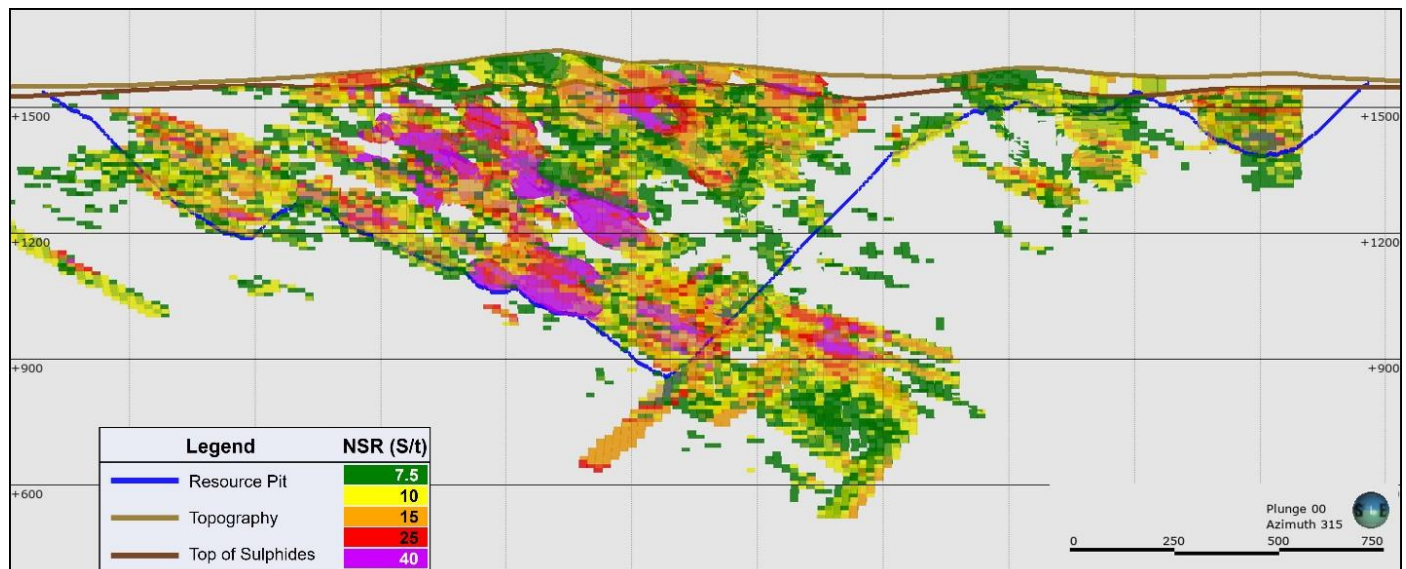 +1500
+1500
+1200
+1200
+900
+900
+600
Legend NSR (S/t)
Resource Pit 7.5
10
Topography 15
25
Top of Sulphides 40
Plunge 00
Azimuth 315
S E
0 250 500 750